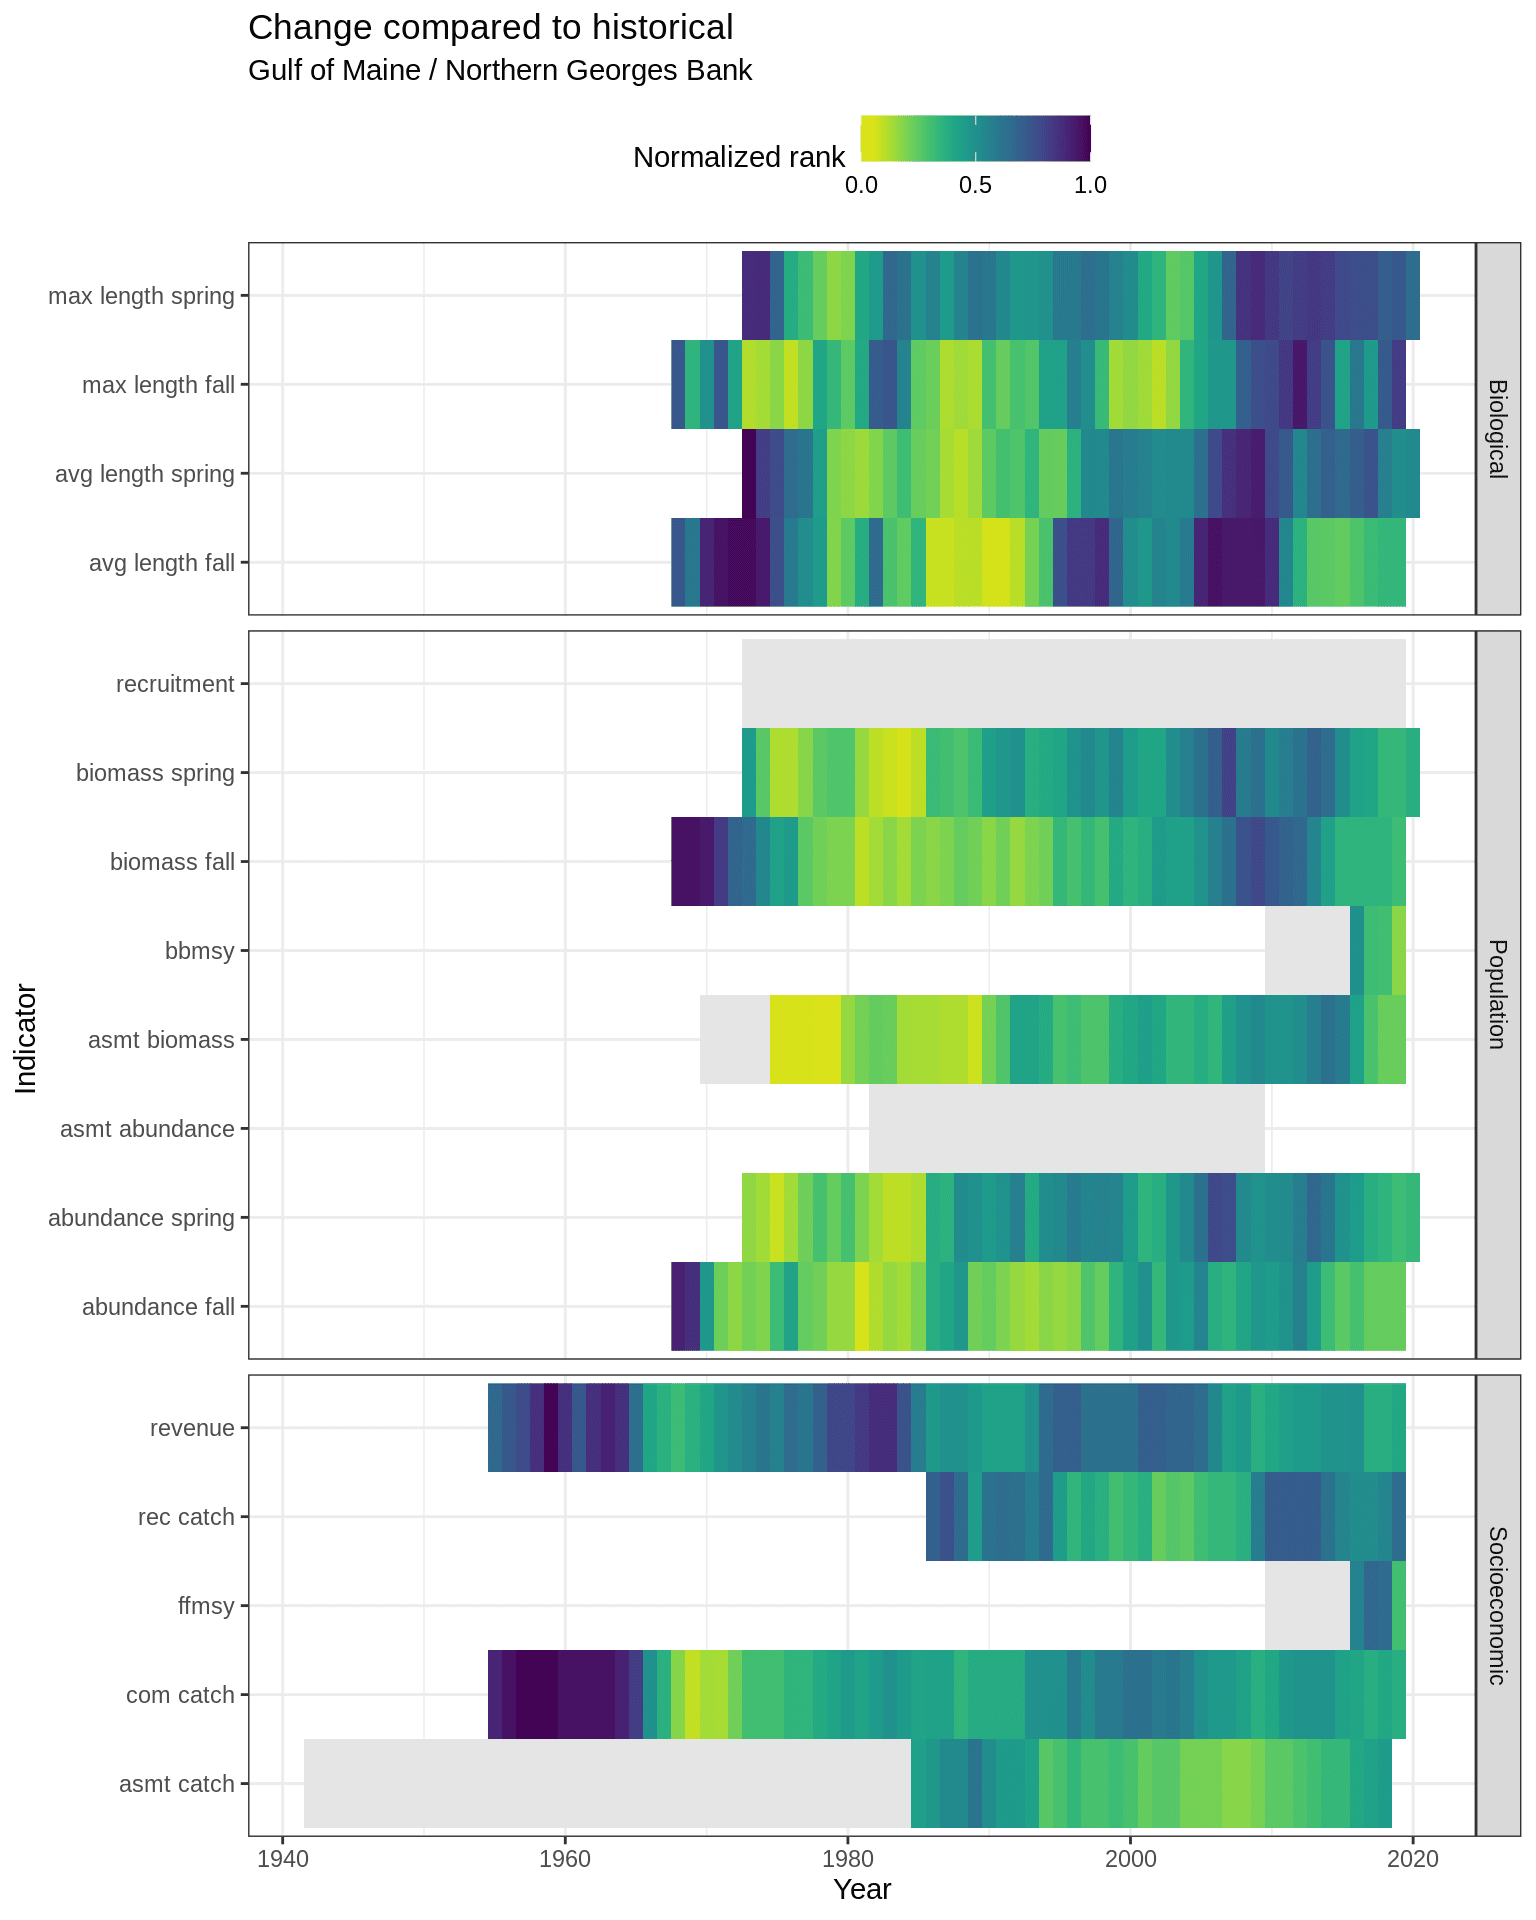 Change compared to historical
Gulf of Maine / Northern Georges Bank
Normalized rank
0.0 0.5 1.0
max length spring
max length fall
avg length spring
avg length fall
Biological
recruitment
biomass spring
biomass fall
bbmsy
asmt biomass
asmt abundance
abundance spring
abundance fall
Population
Indicator
revenue
rec catch
ffmsy
com catch
asmt catch
Socioeconomic
1940 1960 1980 2000 2020
Year